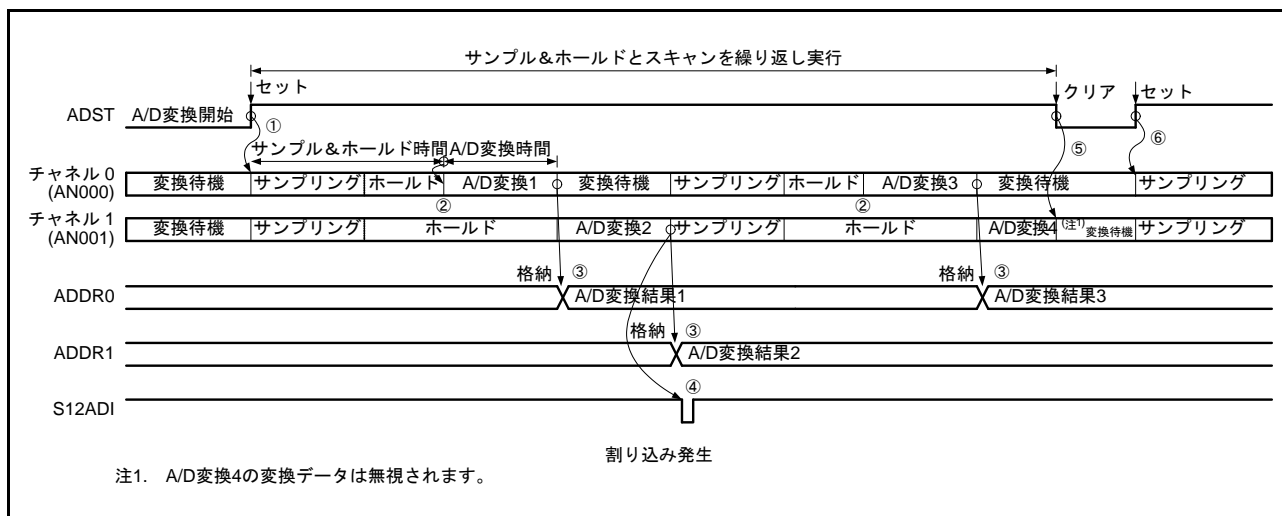 サンプル＆ホールドとスキャンを繰り返し実行
セット
クリア
セット
ADST
A/D変換開始
①
⑤
⑥
サンプル＆ホールド時間
A/D変換時間
チャネル0
(AN000)
変換待機
サンプリング
ホールド
A/D変換1
変換待機
サンプリング
ホールド
A/D変換3
変換待機
サンプリング
②
②
チャネル1
(AN001)
変換待機
サンプリング
ホールド
A/D変換2
サンプリング
ホールド
A/D変換4
(注1)
変換待機
サンプリング
格納
③
格納
③
ADDR0
A/D変換結果1
A/D変換結果3
格納
③
ADDR1
A/D変換結果2
④
S12ADI
割り込み発生
注1. A/D変換4の変換データは無視されます。